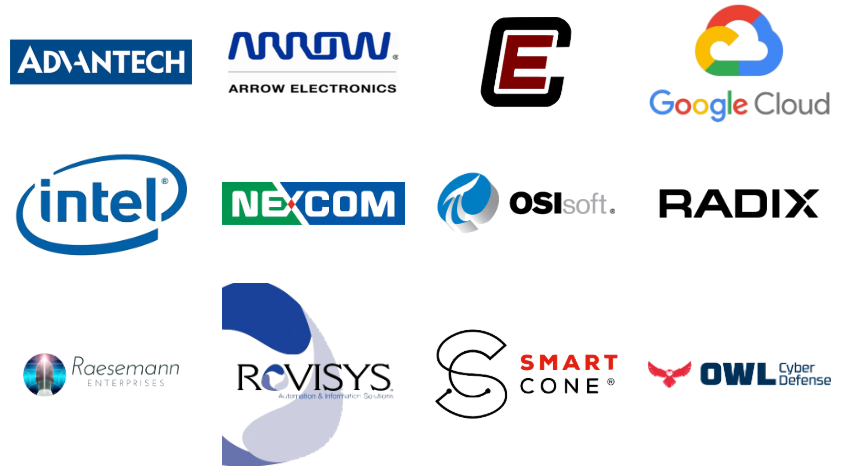 ADVANTECH
ARROW®
ARROW ELECTRONICS
CE
Google Cloud
intel®
NEXCOM
OSIsoft®
RADIX
Raesemann
ENTERPRISES
ROVISYS®
Automation & Information Solutions
SMART
CONE®
OWL Cyber
Defense